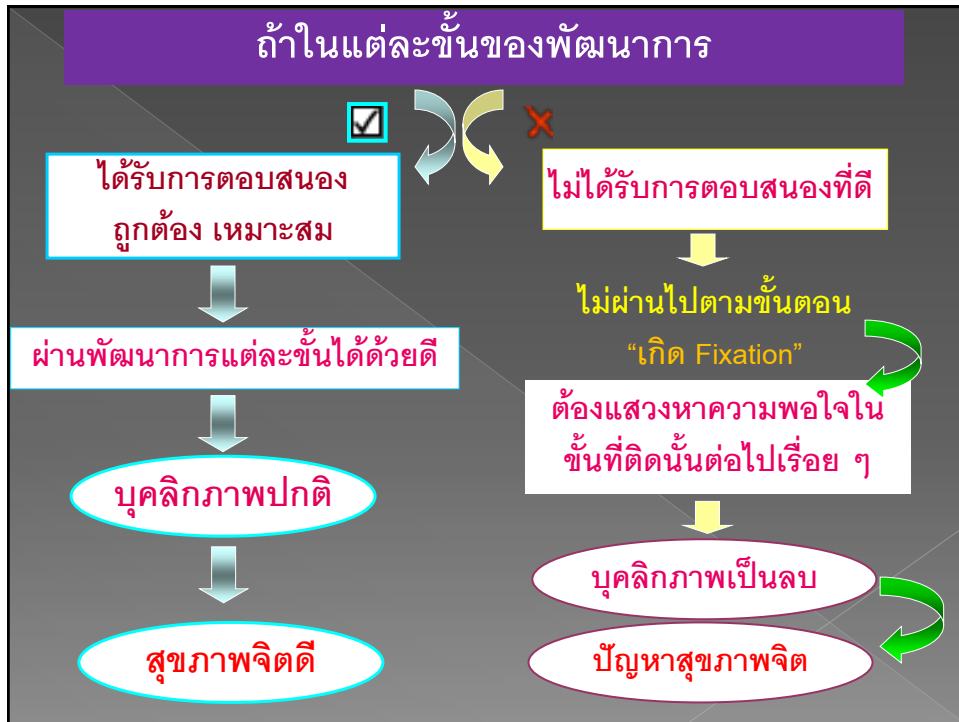 ถ้าในแต่ละขั้นของพัฒนาการ
ได้รับการตอบสนอง
ถูกต้อง เหมาะสม
ผ่านพัฒนาการแต่ละขั้นได้ด้วยดี
บุคลิกภาพปกติ
สุขภาพจิตดี
ไม่ได้รับการตอบสนองที่ดี
ไม่ผ่านไปตามขั้นตอน
“เกิด Fixation”
ต้องแสวงหาความพอใจใน
ขั้นที่ติดนั้นต่อไปเรื่อย ๆ
บุคลิกภาพเป็นลบ
ปัญหาสุขภาพจิต